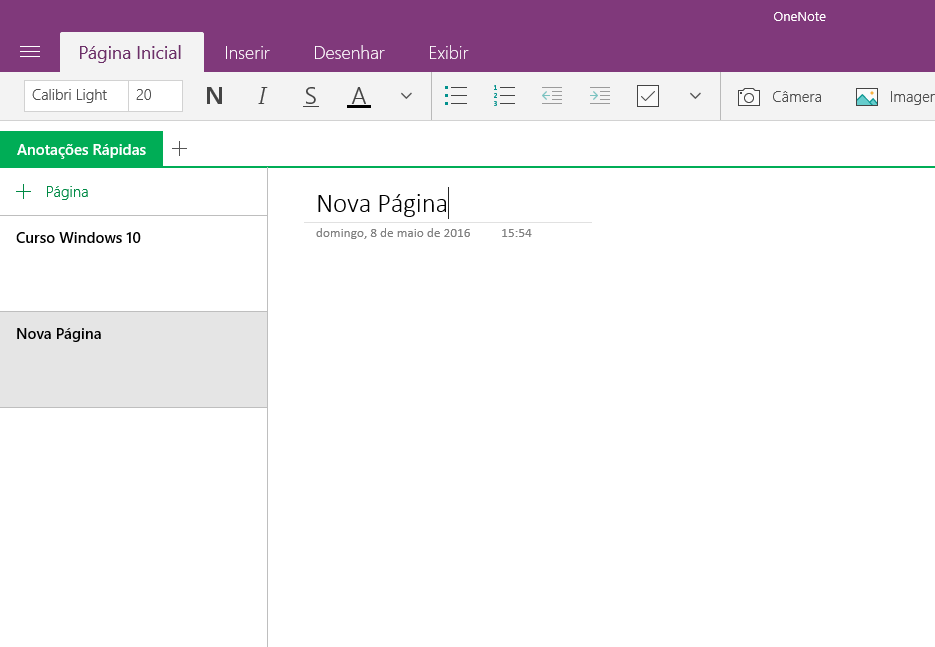 OneNote
Página Inicial Inserir Desenhar Exibir
Calibri Light 20 N I S A Câmera Imagen
Anotações Rápidas
Página
Curso Windows 10
Nova Página
Nova Página
domingo, 8 de maio de 2016 15:54